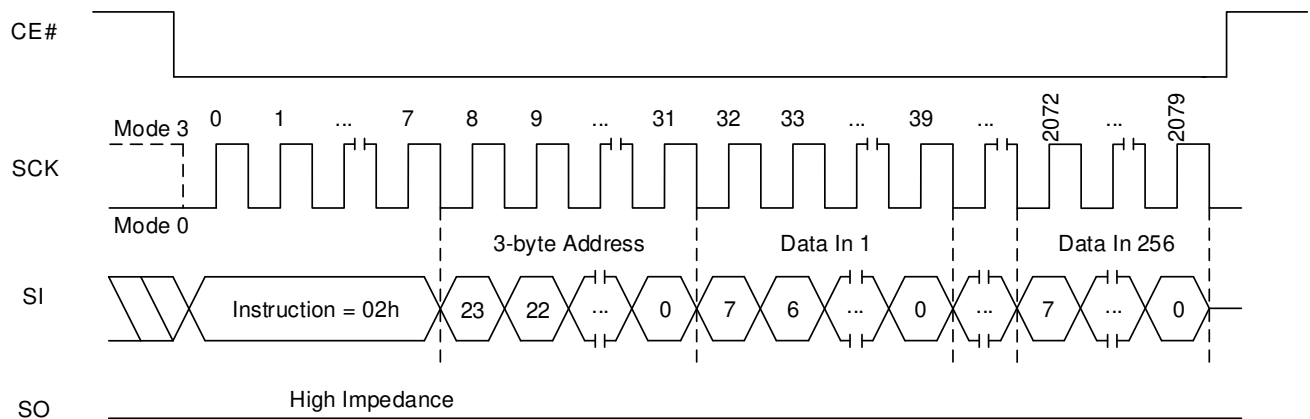 CE#
Mode 3
0 1 ... 7 8 9 ... 31 32 33 ... 39 ... 2072 ... 2079
SCK
Mode 0
3-byte Address Data In 1 Data In 256
SI
Instruction = 02h 23 22 ... 0 7 6 ... 0 ... 7 ... 0
SO
High Impedance